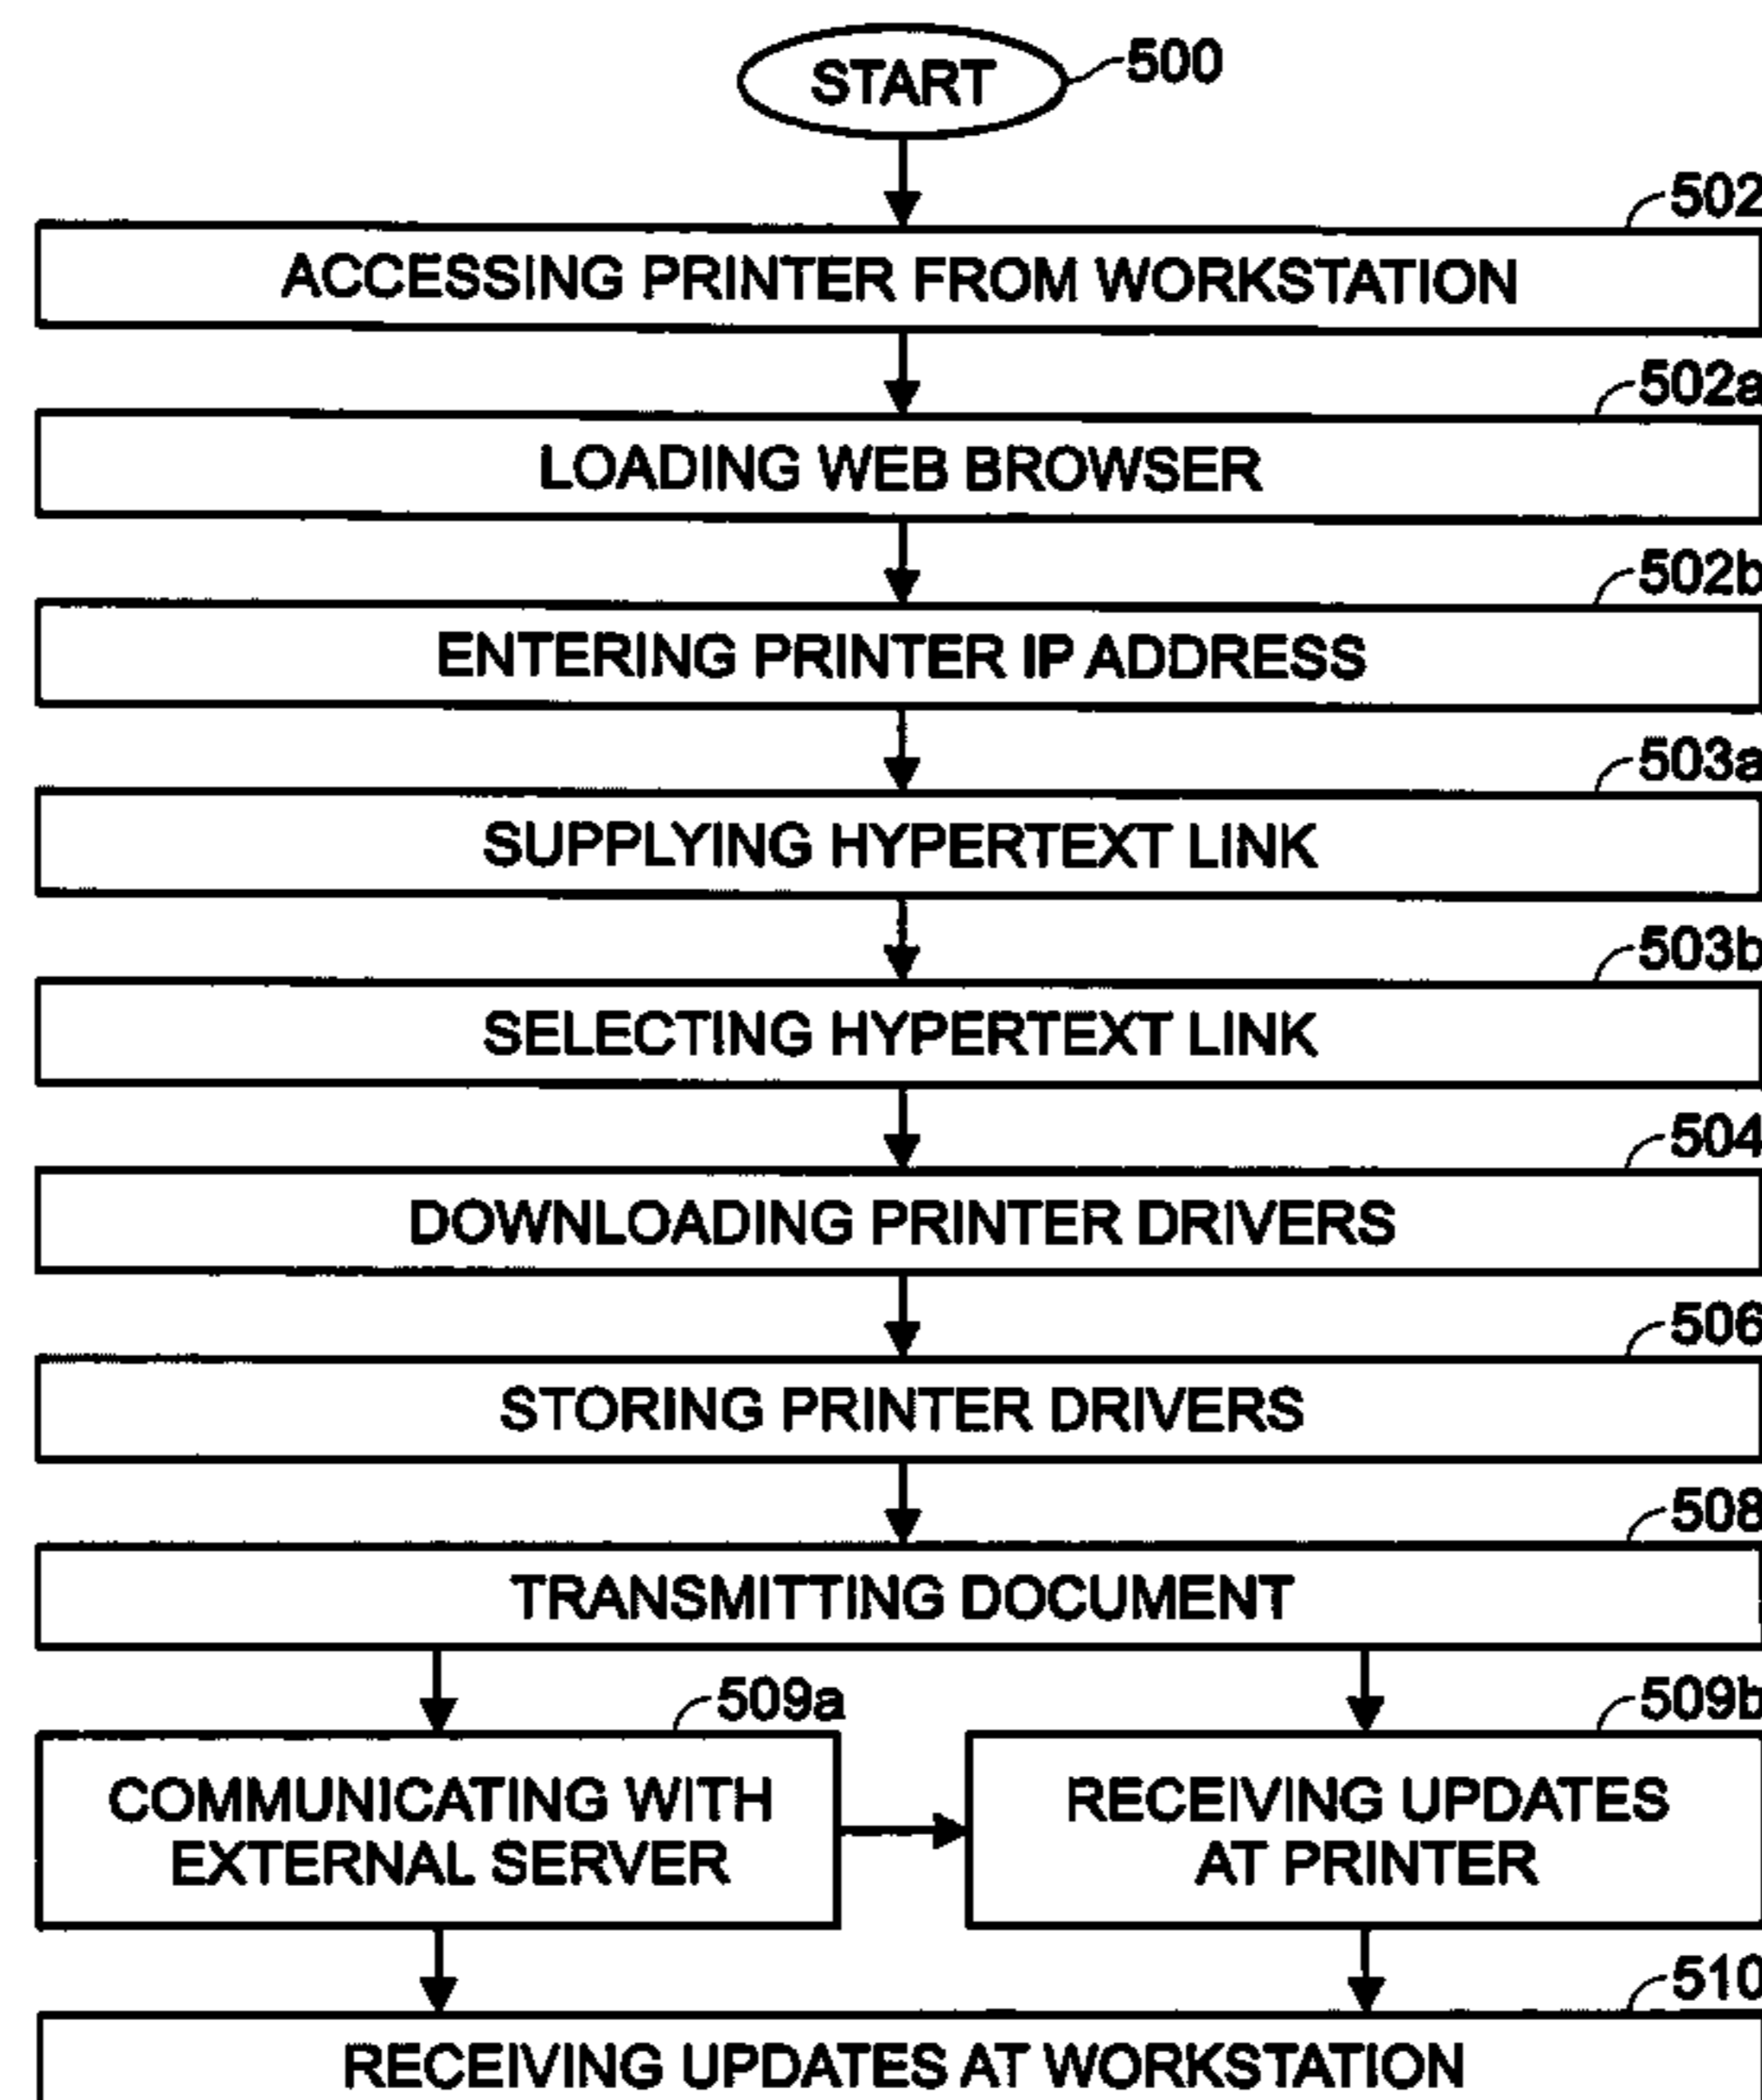 START
500
502
ACCESSING PRINTER FROM WORKSTATION
502a
LOADING WEB BROWSER
502b
ENTERING PRINTER IP ADDRESS
503a
SUPPLYING HYPERTEXT LINK
503b
SELECTING HYPERTEXT LINK
504
DOWNLOADING PRINTER DRIVERS
506
STORING PRINTER DRIVERS
508
TRANSMITTING DOCUMENT
509a
COMMUNICATING WITH
EXTERNAL SERVER
509b
RECEIVING UPDATES
AT PRINTER
510
RECEIVING UPDATES AT WORKSTATION